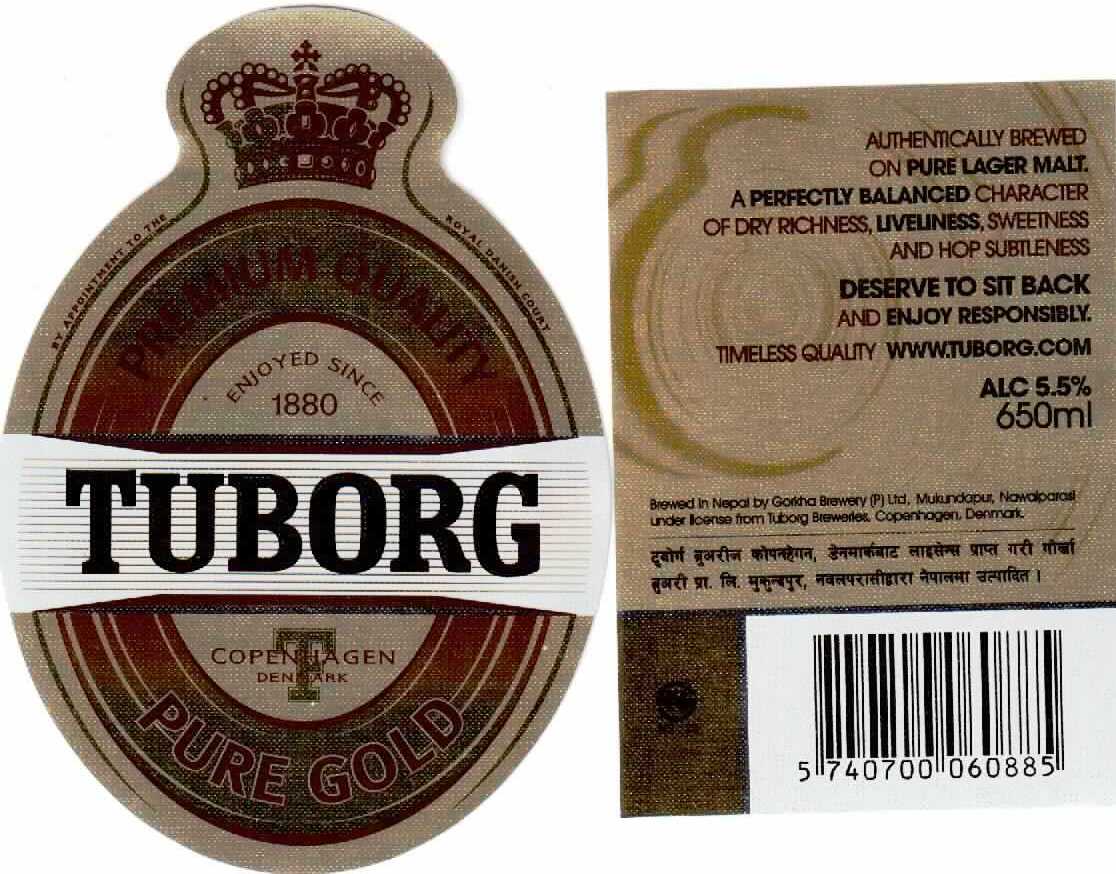 BY APPOINTMENT TO THE
ROYAL DANISH COURT
PREMIUM QUALITY
ENJOYED SINCE
1880
TUBORG
T
COPENHAGEN
DENMARK
PURE GOLD
AUTHENTICALLY BREWED
ON PURE LAGER MALT.
A PERFECTLY BALANCED CHARACTER
OF DRY RICHNESS, LIVELINESS, SWEETNESS
AND HOP SUBTLENESS
DESERVE TO SIT BACK
AND ENJOY RESPONSIBLY.
TIMELESS QUALITY WWW.TUBORG.COM
ALC 5.5%
650ml
Brewed in Nepal by Gorkha Brewery (P) Ltd., Mukundapur, Nawalparasi
under license from Tuborg Breweries, Copenhagen, Denmark.
टुबोर्ग ब्रुअरीज कोपनहेगन, डेनमार्कबाट लाइसेन्स प्राप्त गरी गोर्खा
ब्रुअरी प्रा. लि. मुकुन्दपुर, नवलपरासीद्वारा नेपालमा उत्पादित ।
5 740700 060885